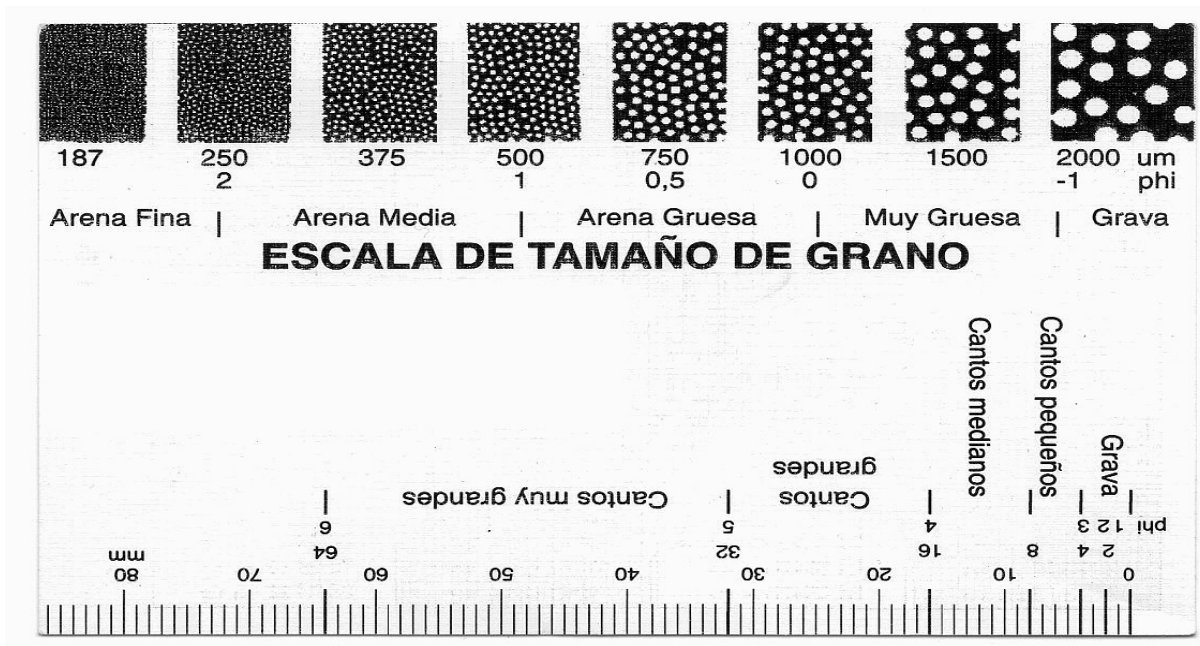 187 250 375 500 750 1000 1500 2000 um
2 1 0,5 0 -1 phi
Arena Fina | Arena Media | Arena Gruesa | Muy Gruesa | Grava
ESCALA DE TAMAÑO DE GRANO
Cantos medianos
Cantos pequeños
Grava
0 10 20 30 40 50 60 70 80
2 4 8 16 32 64 mm
phi 1 2 3 4 5 6
Cantos
grandes
Cantos muy grandes